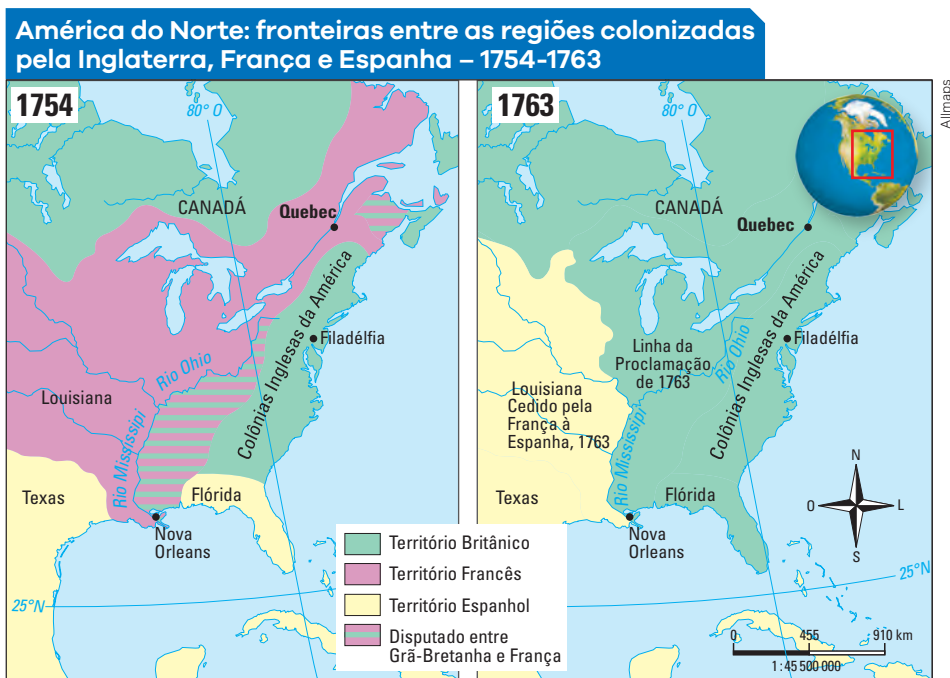 América do Norte: fronteiras entre as regiões colonizadas
pela Inglaterra, França e Espanha – 1754-1763
1754
80° O
CANADÁ
Quebec
Colônias Inglesas da América
Filadélfia
Rio Ohio
Louisiana
Rio Mississipi
Texas
Flórida
Nova
Orleans
25°N
Território Britânico
Território Francês
Território Espanhol
Disputado entre
Grã-Bretanha e França
1763
80° O
CANADÁ
Quebec
Colônias Inglesas da América
Filadélfia
Linha da
Proclamação
de 1763
Rio Ohio
Louisiana
Cedido pela
França à
Espanha, 1763
Rio Mississipi
Texas
Flórida
Nova
Orleans
N
O
L
S
25°N
0 455 910 km
1: 45 500 000
Allmaps